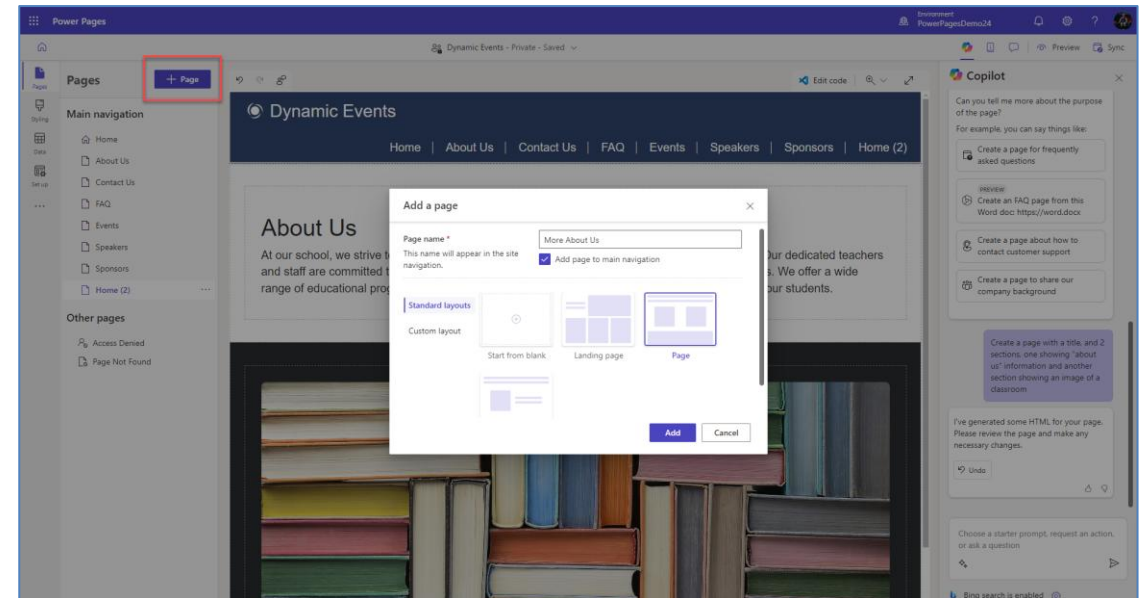 Power Pages
Environment
PowerPagesDemo24
Dynamic Events - Private - Saved
Preview
Sync
Pages
Styling
Data
Set up
Pages
+ Page
Main navigation
Home
About Us
Contact Us
FAQ
Events
Speakers
Sponsors
Home (2)
Other pages
Access Denied
Page Not Found
Edit code
Dynamic Events
Home | About Us | Contact Us | FAQ | Events | Speakers | Sponsors | Home (2)
About Us
At our school, we strive t
Our dedicated teachers
and staff are committed t
s. We offer a wide
range of educational prog
our students.
Add a page
Page name *
This name will appear in the site
navigation.
More About Us
Add page to main navigation
Standard layouts
Custom layout
Start from blank
Landing page
Page
Add
Cancel
Copilot
Can you tell me more about the purpose
of the page?
For example, you can say things like:
Create a page for frequently
asked questions
PREVIEW
Create an FAQ page from this
Word doc: https://word.docx
Create a page about how to
contact customer support
Create a page to share our
company background
Create a page with a title, and 2
sections, one showing "about
us" information and another
section showing an image of a
classroom
I've generated some HTML for your page.
Please review the page and make any
necessary changes.
Undo
Choose a starter prompt, request an action,
or ask a question
Bing search is enabled